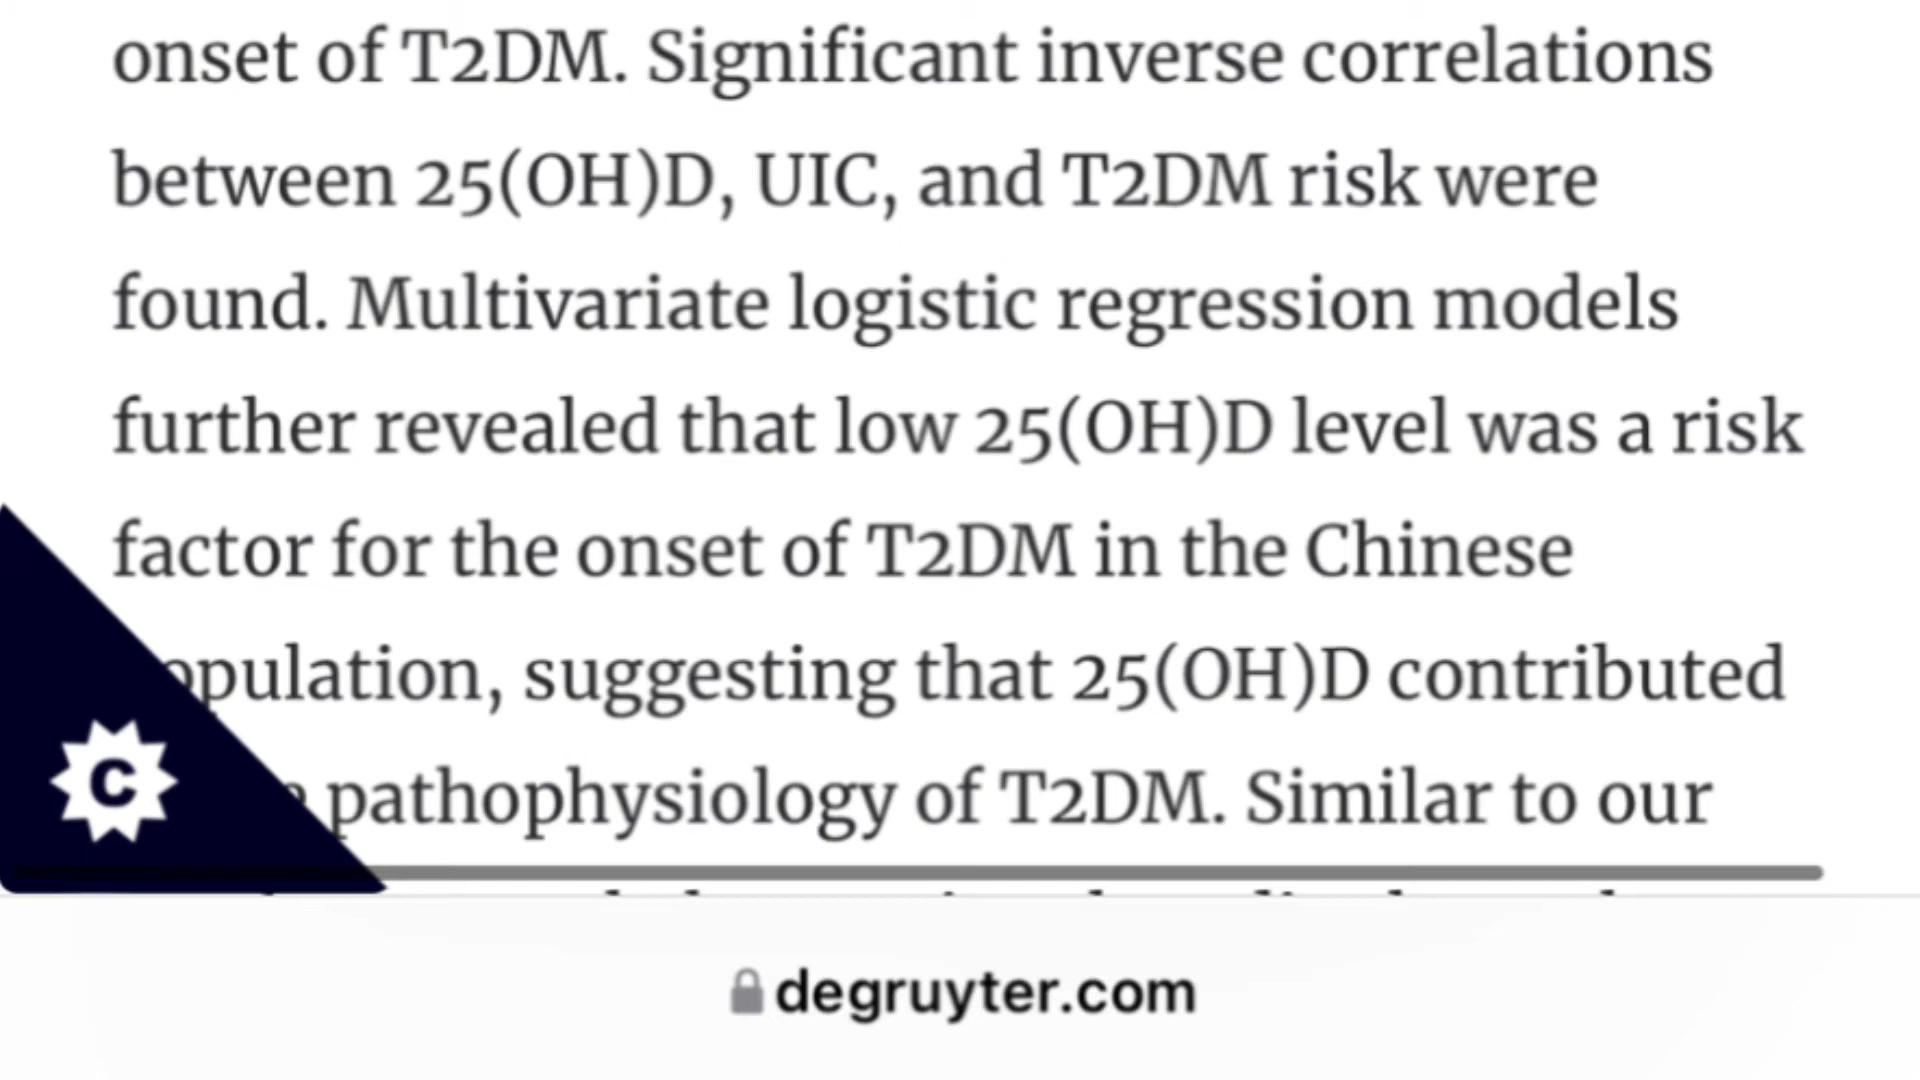 onset of T2DM. Significant inverse correlations
between 25(OH)D, UIC, and T2DM risk were
found. Multivariate logistic regression models
further revealed that low 25(OH)D level was a risk
factor for the onset of T2DM in the Chinese
opulation, suggesting that 25(OH)D contributed
pathophysiology of T2DM. Similar to our
C
degruyter.com